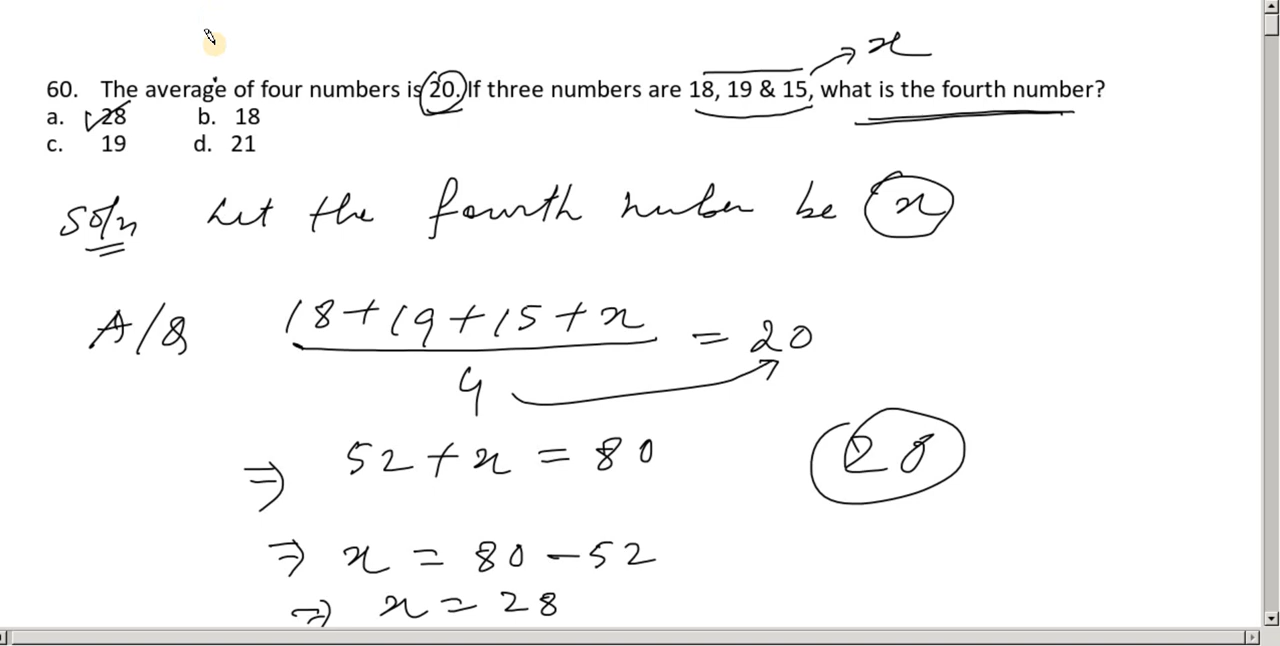 x
60. The average of four numbers is 20. If three numbers are 18, 19 & 15, what is the fourth number?
a. 28 b. 18
c. 19 d. 21
Soln Let the fourth number be x
A/Q 18+19+15+x = 20
4
⇒ 52+x = 80
28
⇒ x = 80-52
⇒ x = 28